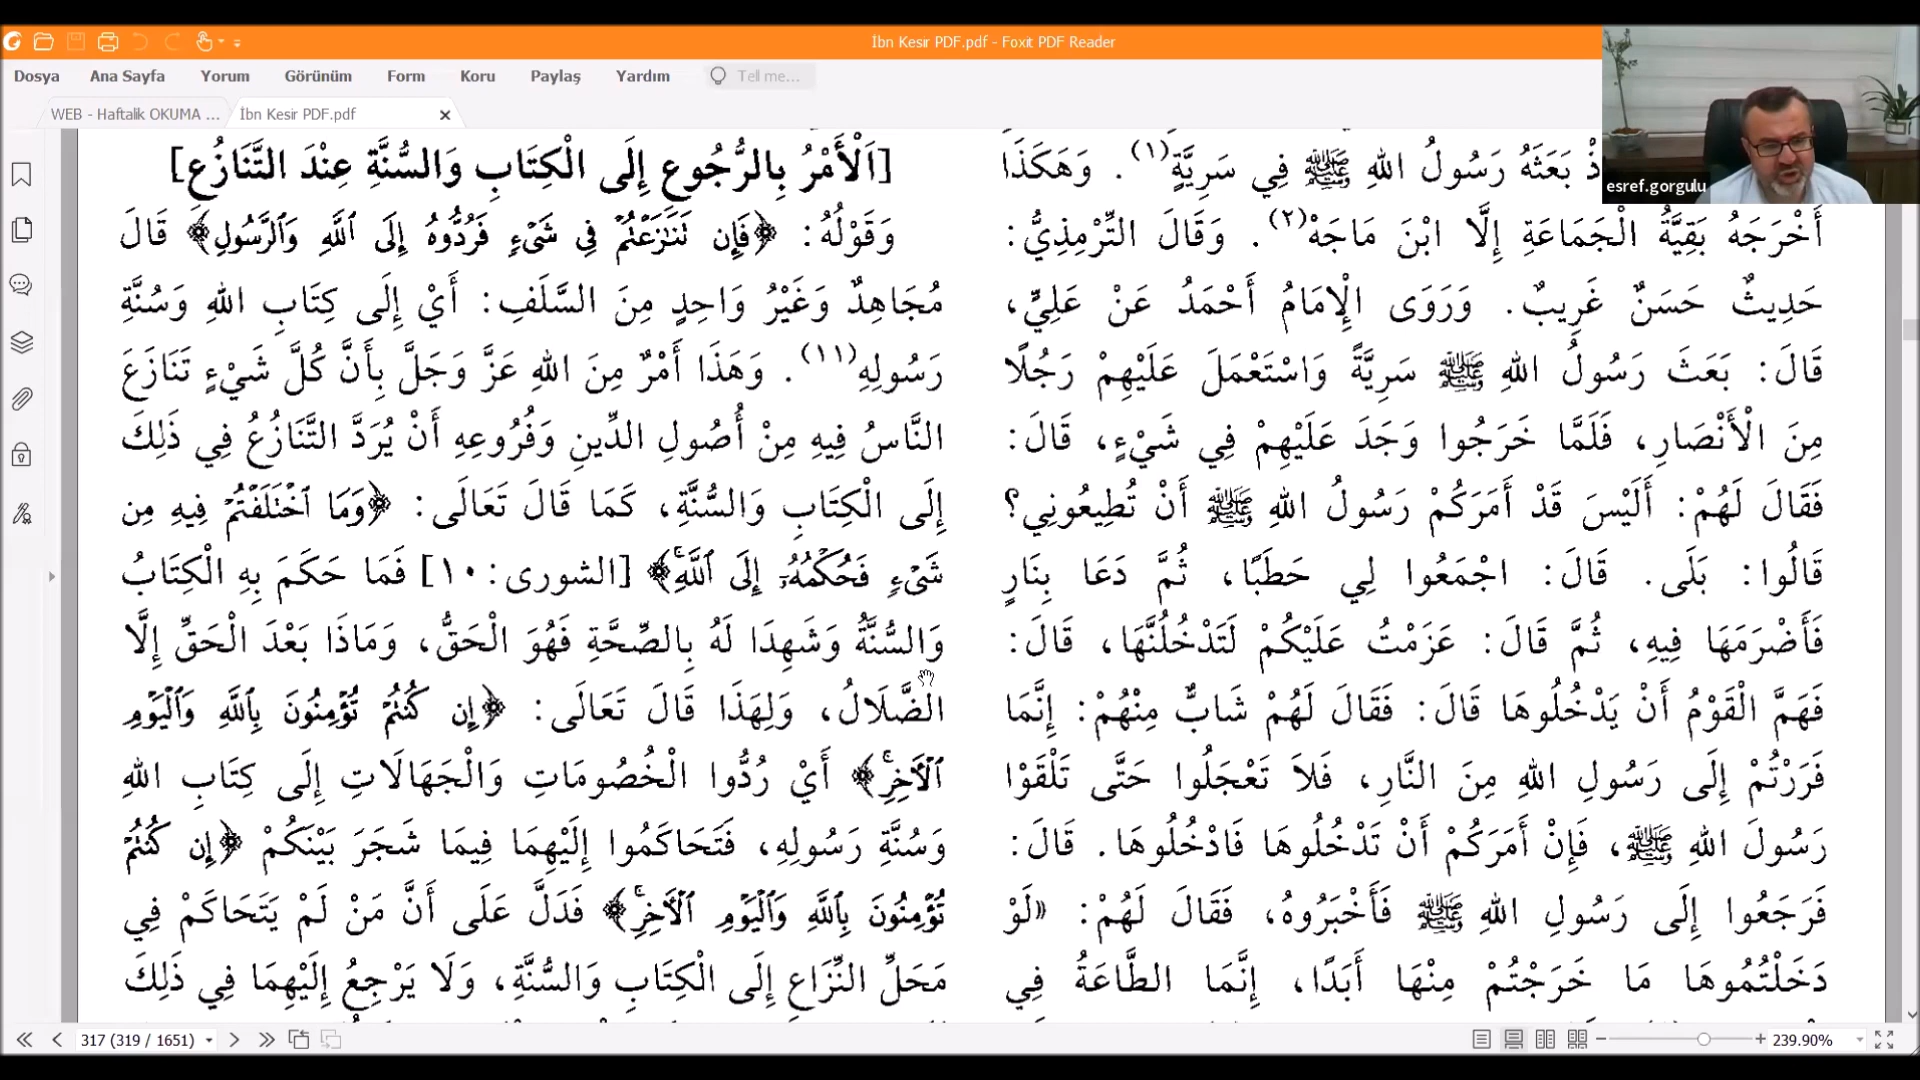 İbn Kesir PDF.pdf - Foxit PDF Reader
Dosya Ana Sayfa Yorum Görünüm Form Koru Paylaş Yardım Tell me...
WEB - Haftalik OKUMA ... İbn Kesir PDF.pdf
esref.gorgulu
بَعَثَهُ رَسُولُ اللهِ ﷺ فِي سَرِيَّةٍ(١). وَهَكَذَا
أَخْرَجَهُ بَقِيَّةُ الْجَمَاعَةِ إِلَّا ابْنَ مَاجَهْ(٢). وَقَالَ التِّرْمِذِيُّ:
حَدِيثٌ حَسَنٌ غَرِيبٌ. وَرَوَى الْإِمَامُ أَحْمَدُ عَنْ عَلِيٍّ،
قَالَ: بَعَثَ رَسُولُ اللهِ ﷺ سَرِيَّةً وَاسْتَعْمَلَ عَلَيْهِمْ رَجُلًا
مِنَ الْأَنْصَارِ، فَلَمَّا خَرَجُوا وَجَدَ عَلَيْهِمْ فِي شَيْءٍ، قَالَ:
فَقَالَ لَهُمْ: أَلَيْسَ قَدْ أَمَرَكُمْ رَسُولُ اللهِ ﷺ أَنْ تُطِيعُونِي؟
قَالُوا: بَلَى. قَالَ: اجْمَعُوا لِي حَطَبًا، ثُمَّ دَعَا بِنَارٍ
فَأَضْرَمَهَا فِيهِ، ثُمَّ قَالَ: عَزَمْتُ عَلَيْكُمْ لَتَدْخُلُنَّهَا، قَالَ:
فَهَمَّ الْقَوْمُ أَنْ يَدْخُلُوهَا قَالَ: فَقَالَ لَهُمْ شَابٌّ مِنْهُمْ: إِنَّمَا
فَرَرْتُمْ إِلَى رَسُولِ اللهِ مِنَ النَّارِ، فَلَا تَعْجَلُوا حَتَّى تَلْقَوْا
رَسُولَ اللهِ ﷺ، فَإِنْ أَمَرَكُمْ أَنْ تَدْخُلُوهَا فَادْخُلُوهَا. قَالَ:
فَرَجَعُوا إِلَى رَسُولِ اللهِ ﷺ فَأَخْبَرُوهُ، فَقَالَ لَهُمْ: «لَوْ
دَخَلْتُمُوهَا مَا خَرَجْتُمْ مِنْهَا أَبَدًا، إِنَّمَا الطَّاعَةُ فِي
[اَلْأَمْرُ بِالرُّجُوعِ إِلَى الْكِتَابِ وَالسُّنَّةِ عِنْدَ التَّنَازُعِ]
وَقَوْلُهُ: ﴿فَإِن تَنَٰزَعْتُمْ فِى شَىْءٍ فَرُدُّوهُ إِلَى ٱللَّهِ وَٱلرَّسُولِ﴾ قَالَ
مُجَاهِدٌ وَغَيْرُ وَاحِدٍ مِنَ السَّلَفِ: أَيْ إِلَى كِتَابِ اللهِ وَسُنَّةِ
رَسُولِهِ(١١). وَهَذَا أَمْرٌ مِنَ اللهِ عَزَّ وَجَلَّ بِأَنَّ كُلَّ شَيْءٍ تَنَازَعَ
النَّاسُ فِيهِ مِنْ أُصُولِ الدِّينِ وَفُرُوعِهِ أَنْ يُرَدَّ التَّنَازُعُ فِي ذَلِكَ
إِلَى الْكِتَابِ وَالسُّنَّةِ، كَمَا قَالَ تَعَالَى: ﴿وَمَا ٱخْتَلَفْتُمْ فِيهِ مِن
شَىْءٍ فَحُكْمُهُۥٓ إِلَى ٱللَّهِ﴾ [الشورى: ١٠] فَمَا حَكَمَ بِهِ الْكِتَابُ
وَالسُّنَّةُ وَشَهِدَا لَهُ بِالصِّحَّةِ فَهُوَ الْحَقُّ، وَمَاذَا بَعْدَ الْحَقِّ إِلَّا
الضَّلَالُ، وَلِهَذَا قَالَ تَعَالَى: ﴿إِن كُنتُمْ تُؤْمِنُونَ بِٱللَّهِ وَٱلْيَوْمِ
ٱلْأَخِرِ﴾ أَيْ رُدُّوا الْخُصُومَاتِ وَالْجَهَالَاتِ إِلَى كِتَابِ اللهِ
وَسُنَّةِ رَسُولِهِ، فَتَحَاكَمُوا إِلَيْهِمَا فِيمَا شَجَرَ بَيْنَكُمْ ﴿إِن كُنتُمْ
تُؤْمِنُونَ بِٱللَّهِ وَٱلْيَوْمِ ٱلْأَخِرِ﴾ فَدَلَّ عَلَى أَنَّ مَنْ لَمْ يَتَحَاكَمْ فِي
مَحَلِّ النِّزَاعِ إِلَى الْكِتَابِ وَالسُّنَّةِ، وَلَا يَرْجِعُ إِلَيْهِمَا فِي ذَلِكَ
317 (319 / 1651) 239.90%